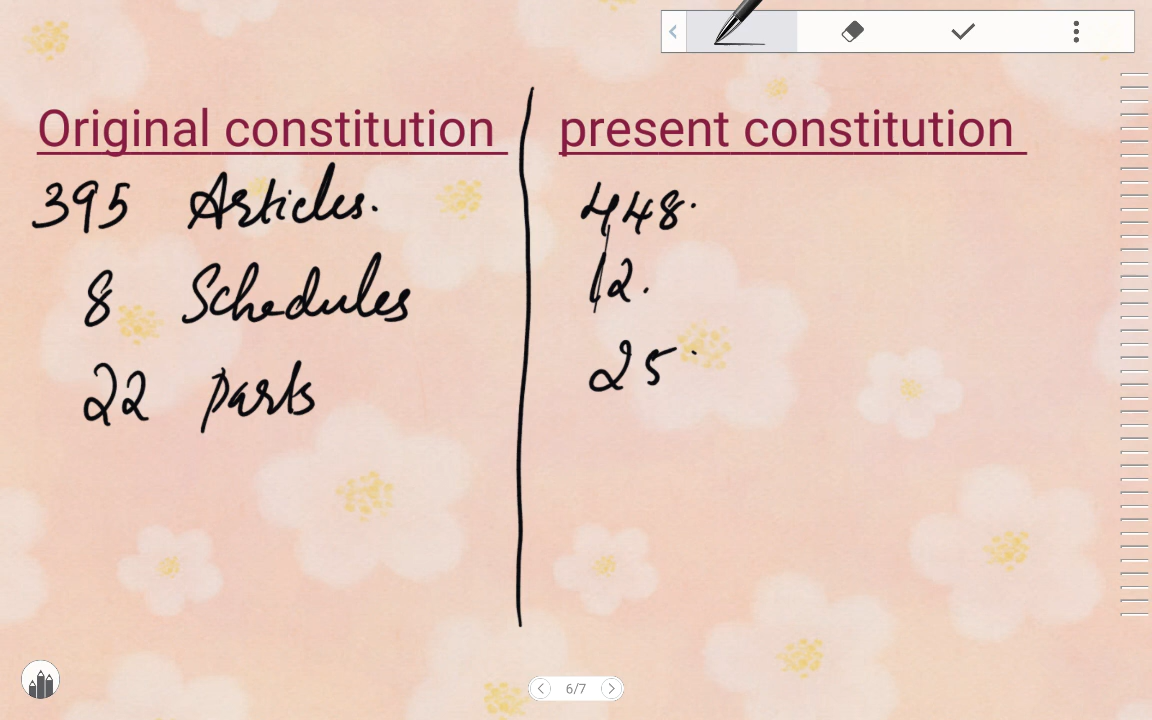 Original constitution
395 Articles.
8 Schedules
22 parts
present constitution
448.
12.
25.
6/7